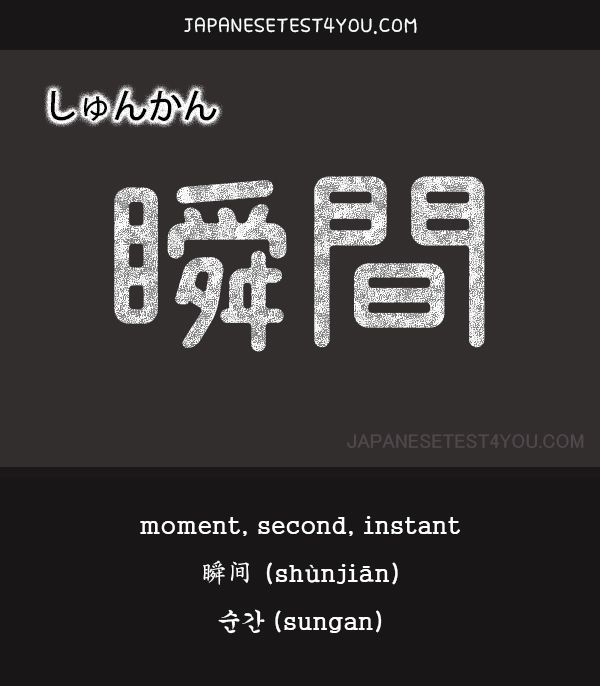 JAPANESETEST4YOU.COM
しゅんかん
瞬間
JAPANESETEST4YOU.COM
moment, second, instant
瞬间 (shùnjiān)
순간 (sungan)